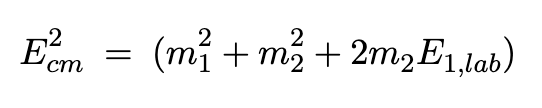 $E_{cm}^{2} = (m_1^2 + m_2^2 + 2m_2E_{1,lab})$